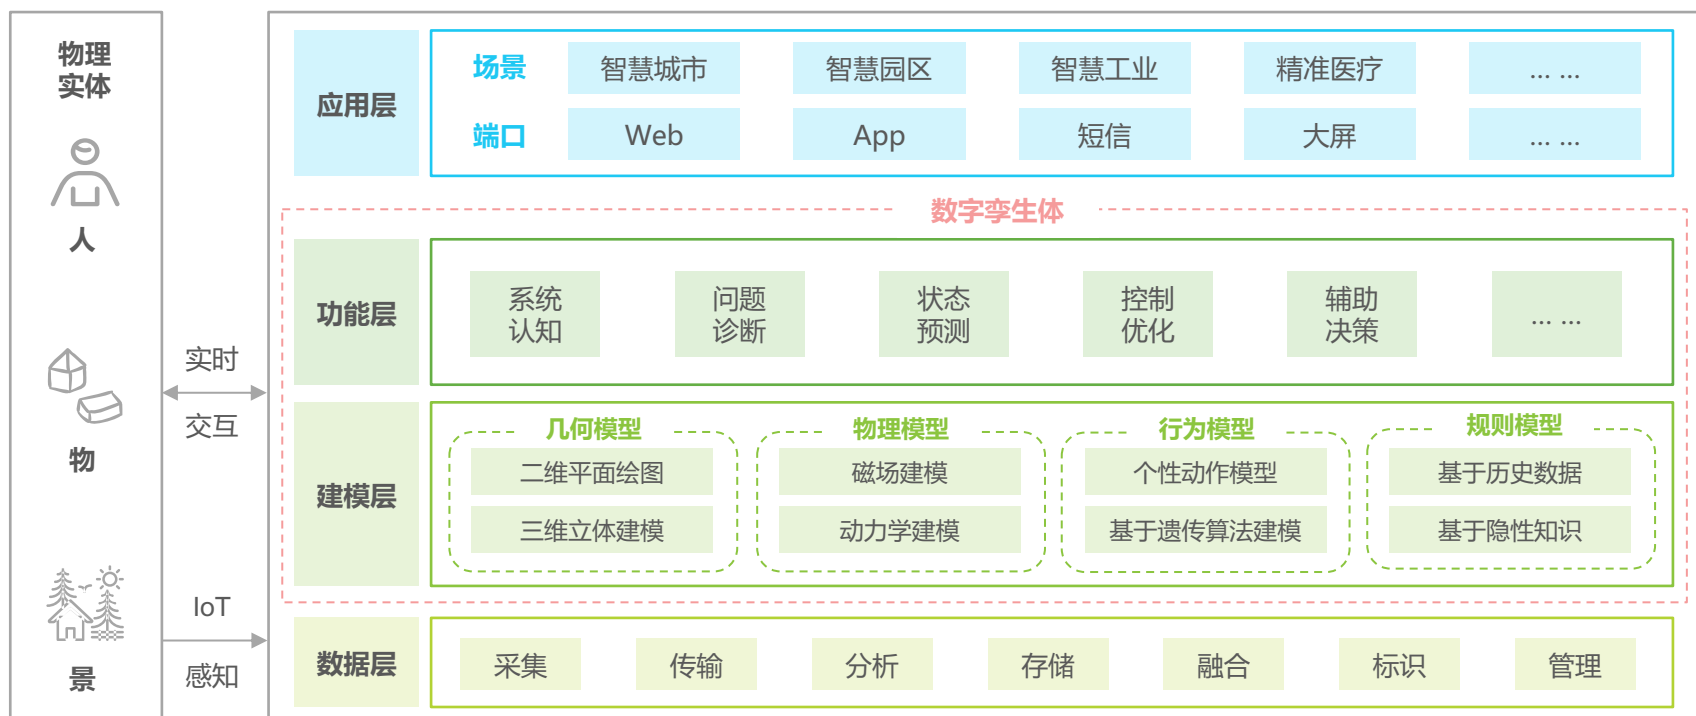 物理
实体
人
物
景
实时
交互
IoT
感知
应用层
场景 智慧城市 智慧园区 智慧工业 精准医疗 ... ...
端口 Web App 短信 大屏 ... ...
数字孪生体
功能层
系统
认知
问题
诊断
状态
预测
控制
优化
辅助
决策
... ...
建模层
几何模型
二维平面绘图
三维立体建模
物理模型
磁场建模
动力学建模
行为模型
个性动作模型
基于遗传算法建模
规则模型
基于历史数据
基于隐性知识
数据层
采集 传输 分析 存储 融合 标识 管理